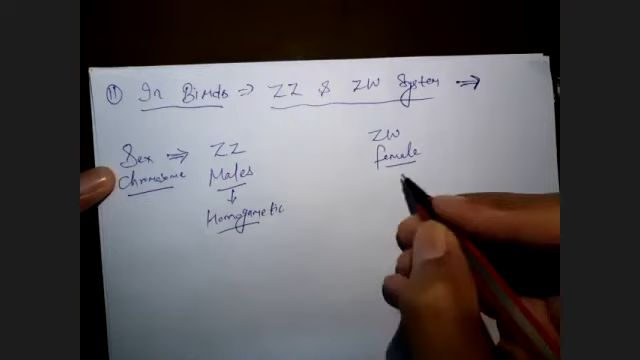 (11) In Birds ⇒ ZZ & ZW System →
Sex ⇒ ZZ
Chromosome Males
↓
Homogametic
ZW
female